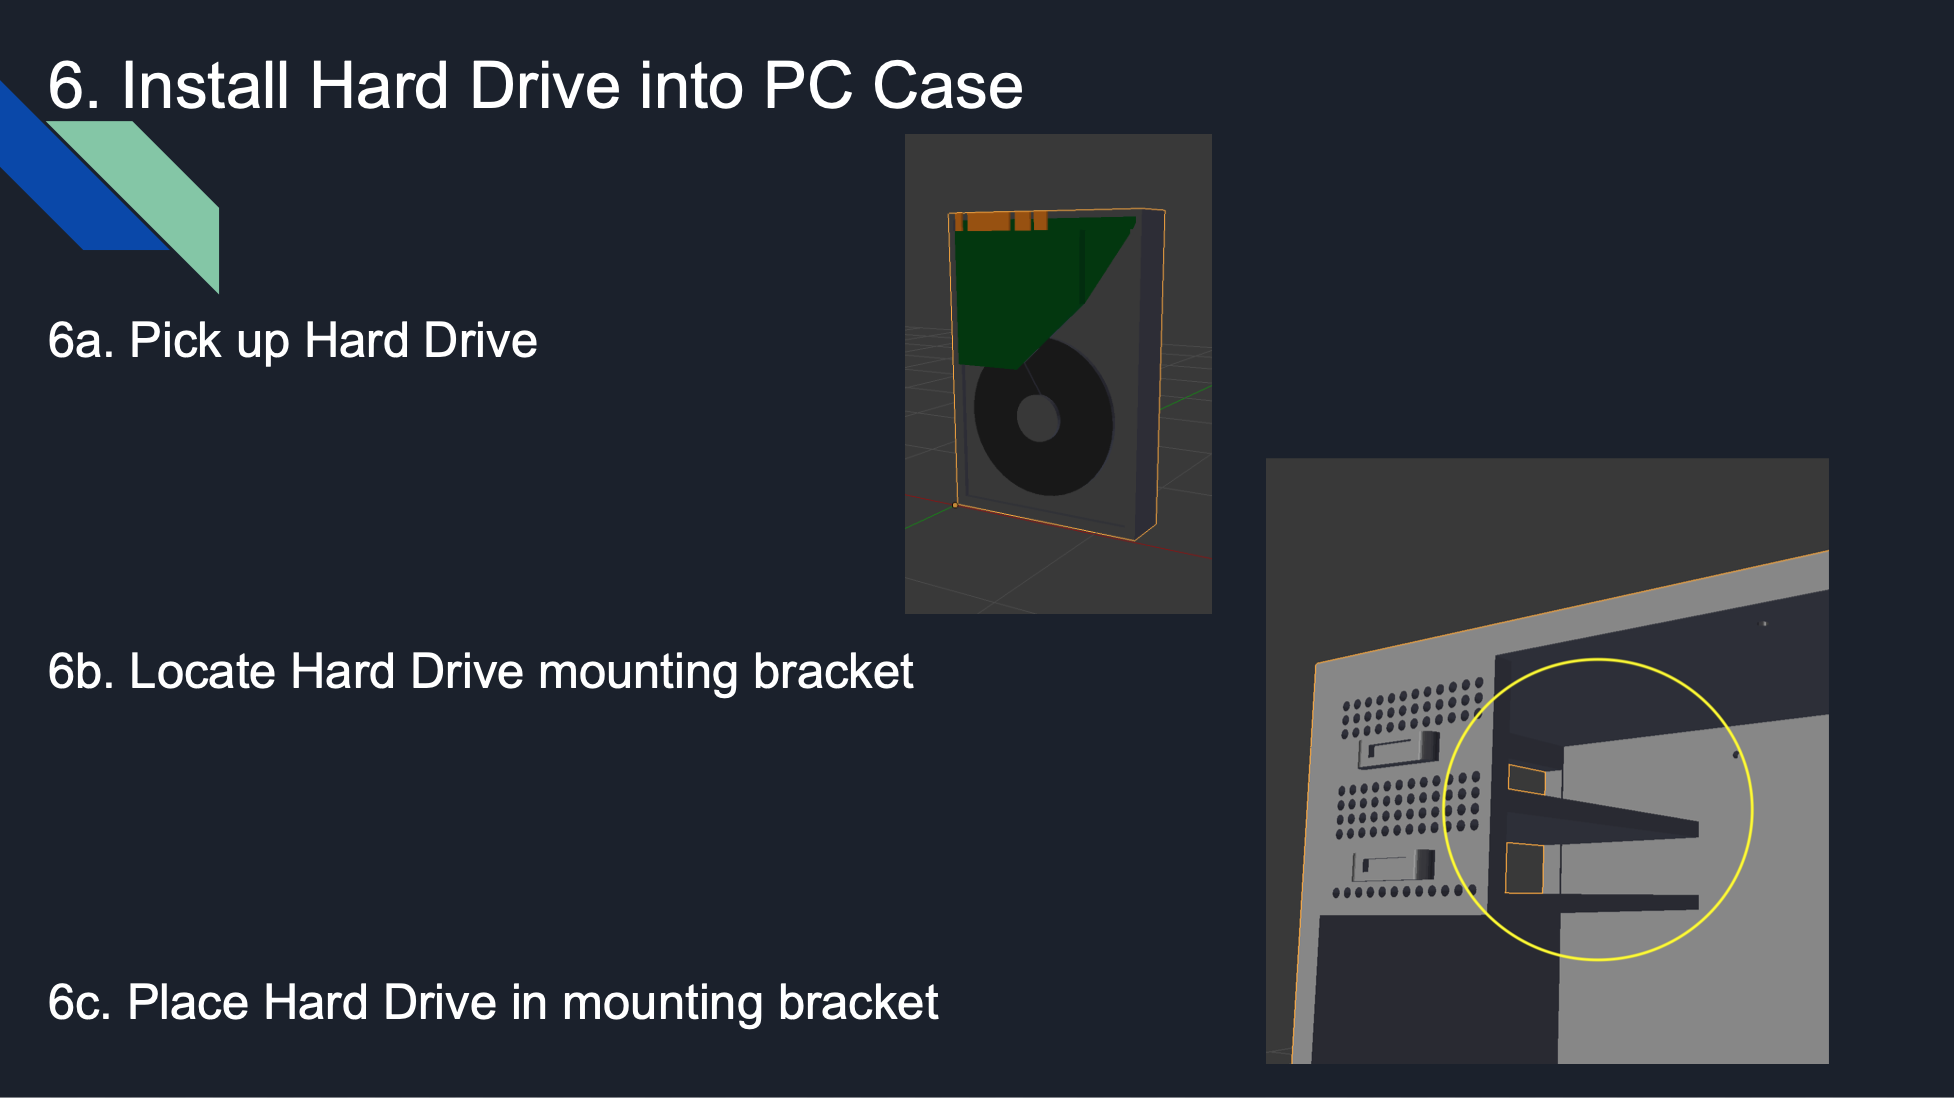 6. Install Hard Drive into PC Case
6a. Pick up Hard Drive
6b. Locate Hard Drive mounting bracket
6c. Place Hard Drive in mounting bracket